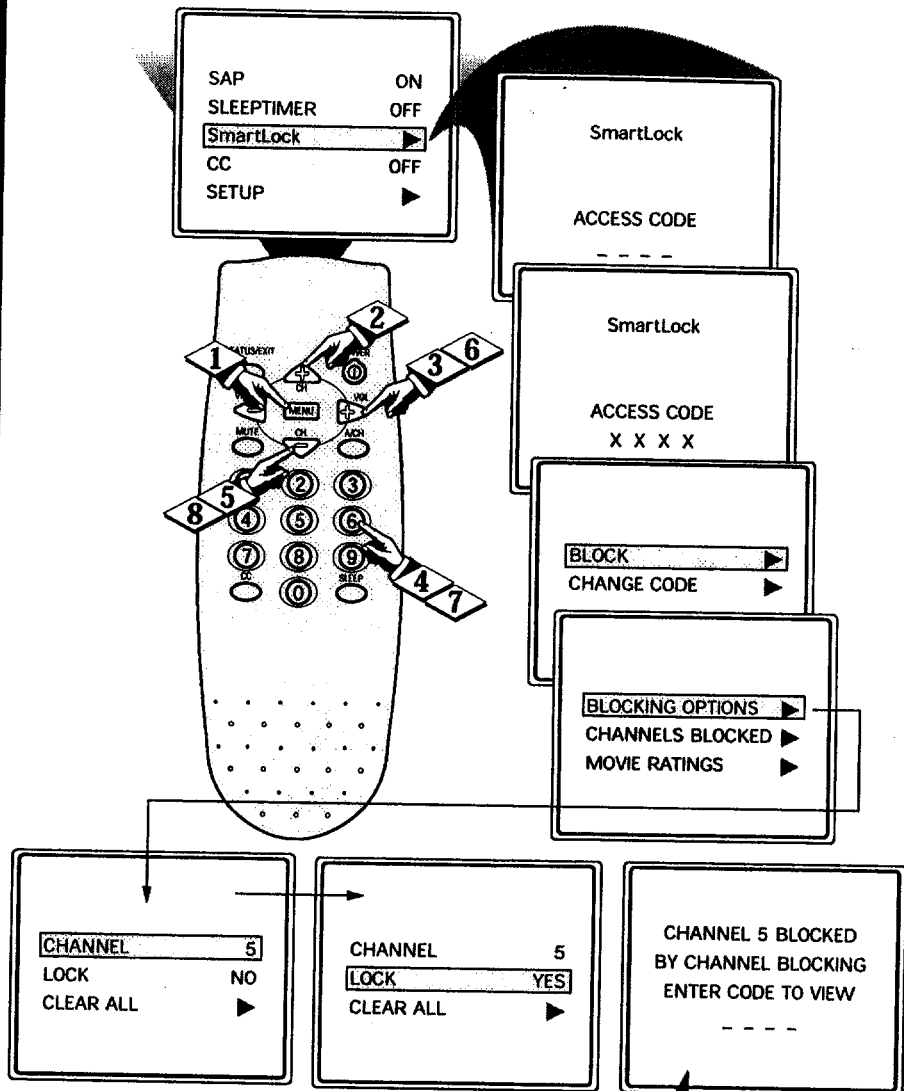 SAP ON
SLEEPTIMER OFF
SmartLock
CC OFF
SETUP
SmartLock
ACCESS CODE
_ _ _ _
SmartLock
ACCESS CODE
X X X X
BLOCK
CHANGE CODE
BLOCKING OPTIONS
CHANNELS BLOCKED
MOVIE RATINGS
2
1
3 6
CH
MENU
VOL
MUTE
CH
A/CH
8 5
2 3
4 5 6
7 8 9
CC
0
SLEEP
4 7
CHANNEL 5
LOCK NO
CLEAR ALL
CHANNEL 5
LOCK YES
CLEAR ALL
CHANNEL 5 BLOCKED
BY CHANNEL BLOCKING
ENTER CODE TO VIEW
_ _ _ _